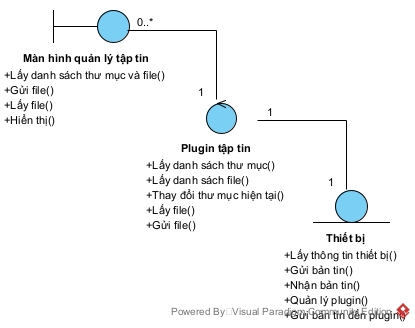 0..*
Màn hình quản lý tập tin
+Lấy danh sách thư mục và file()
+Gửi file()
+Lấy file()
+Hiển thị()
1
1
Plugin tập tin
+Lấy danh sách thư mục()
+Lấy danh sách file()
+Thay đổi thư mục hiện tại()
+Lấy file()
+Gửi file()
1
Thiết bị
+Lấy thông tin thiết bị()
+Gửi bản tin()
+Nhận bản tin()
+Quản lý plugin()
+Gửi bản tin đến plugin()
Powered By Visual Paradigm Community Edition